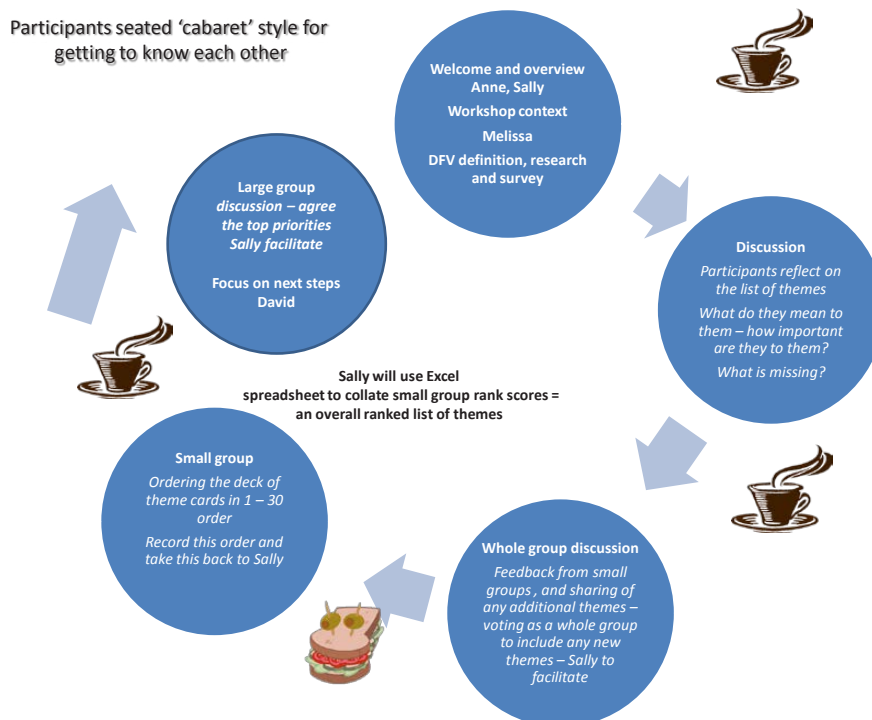 Participants seated ‘cabaret’ style for
getting to know each other
Welcome and overview
Anne, Sally
Workshop context
Melissa
DFV definition, research
and survey
Discussion
Participants reflect on
the list of themes
What do they mean to
them – how important
are they to them?
What is missing?
Whole group discussion
Feedback from small
groups , and sharing of
any additional themes –
voting as a whole group
to include any new
themes – Sally to
facilitate
Small group
Ordering the deck of
theme cards in 1 – 30
order
Record this order and
take this back to Sally
Sally will use Excel
spreadsheet to collate small group rank scores =
an overall ranked list of themes
Large group
discussion – agree
the top priorities
Sally facilitate
Focus on next steps
David